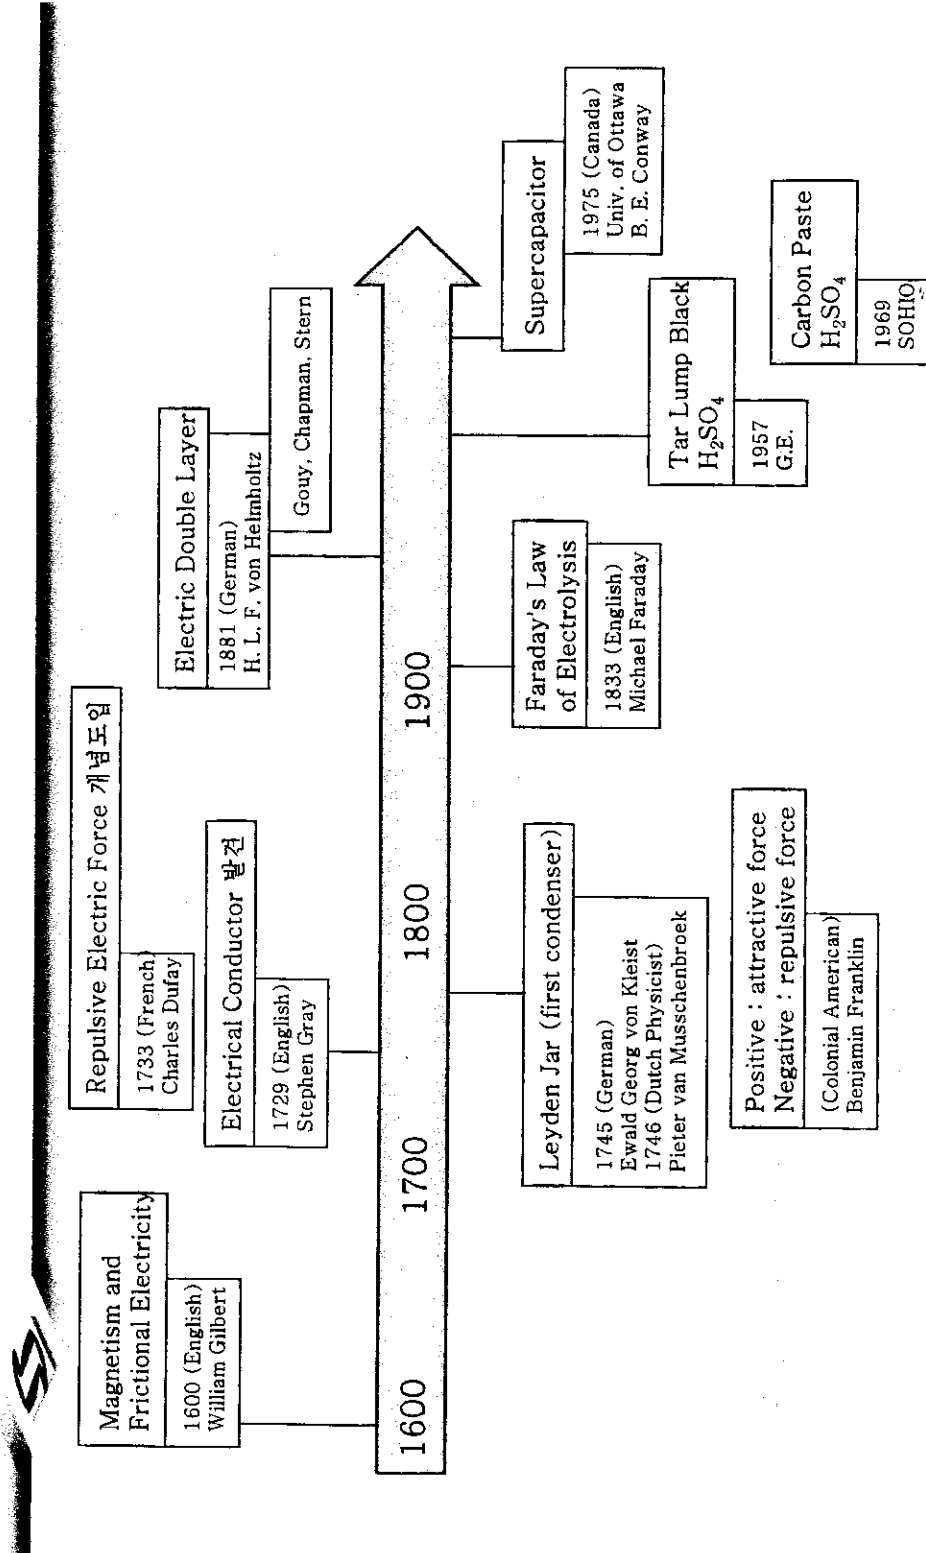 Magnetism and
Frictional Electricity
1600 (English)
William Gilbert
Repulsive Electric Force 개념도입
1733 (French)
Charles Dufay
Electrical Conductor 발견
1729 (English)
Stephen Gray
Electric Double Layer
1881 (German)
H. L. F. von Helmholtz
Gouy, Chapman, Stern
1600
1700
1800
1900
Leyden Jar (first condenser)
1745 (German)
Ewald Georg von Kleist
1746 (Dutch Physicist)
Pieter van Musschenbroek
Positive : attractive force
Negative : repulsive force
(Colonial American)
Benjamin Franklin
Faraday's Law
of Electrolysis
1833 (English)
Michael Faraday
Tar Lump Black
H₂SO₄
1957
G.E.
Supercapacitor
1975 (Canada)
Univ. of Ottawa
B. E. Conway
Carbon Paste
H₂SO₄
1969
SOHIO